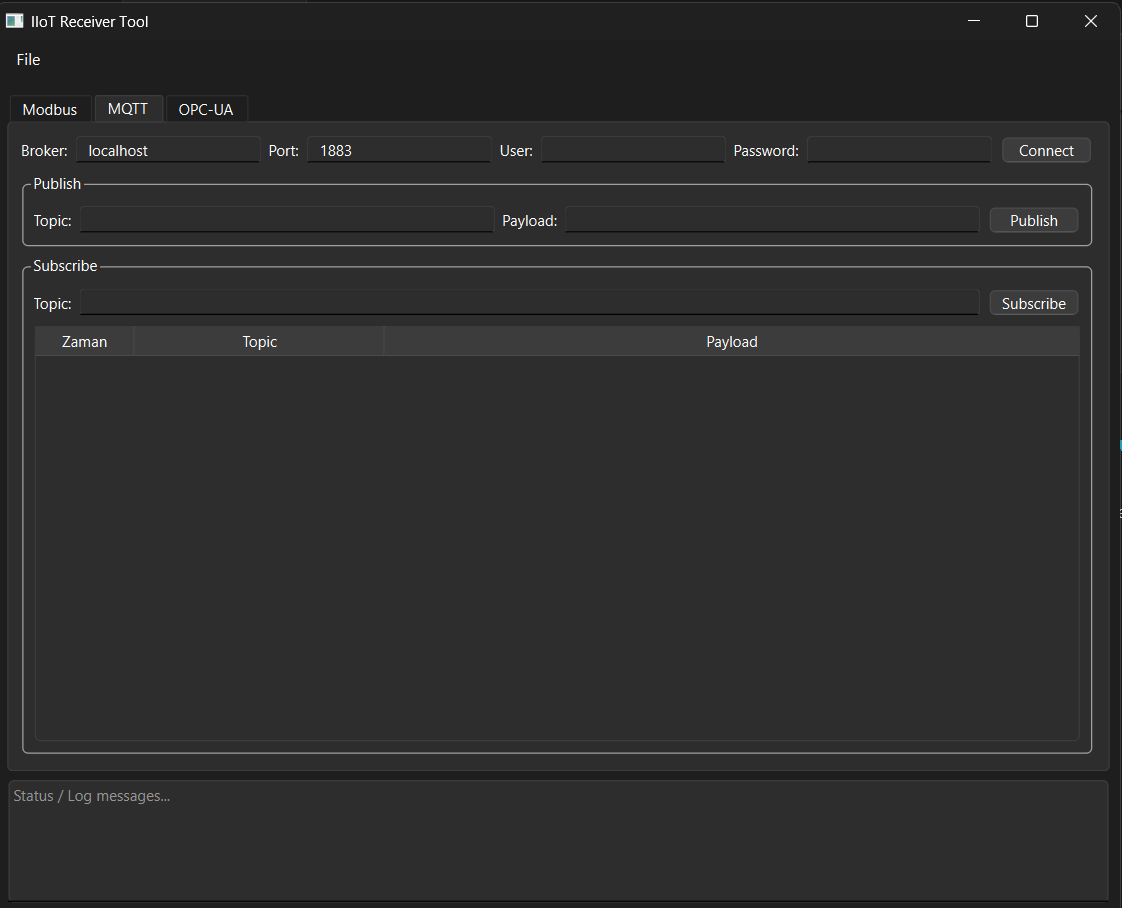 IIoT Receiver Tool
File
Modbus MQTT OPC-UA
Broker: localhost Port: 1883 User: Password: Connect
Publish
Topic: Payload: Publish
Subscribe
Topic: Subscribe
Zaman Topic Payload
Status / Log messages...